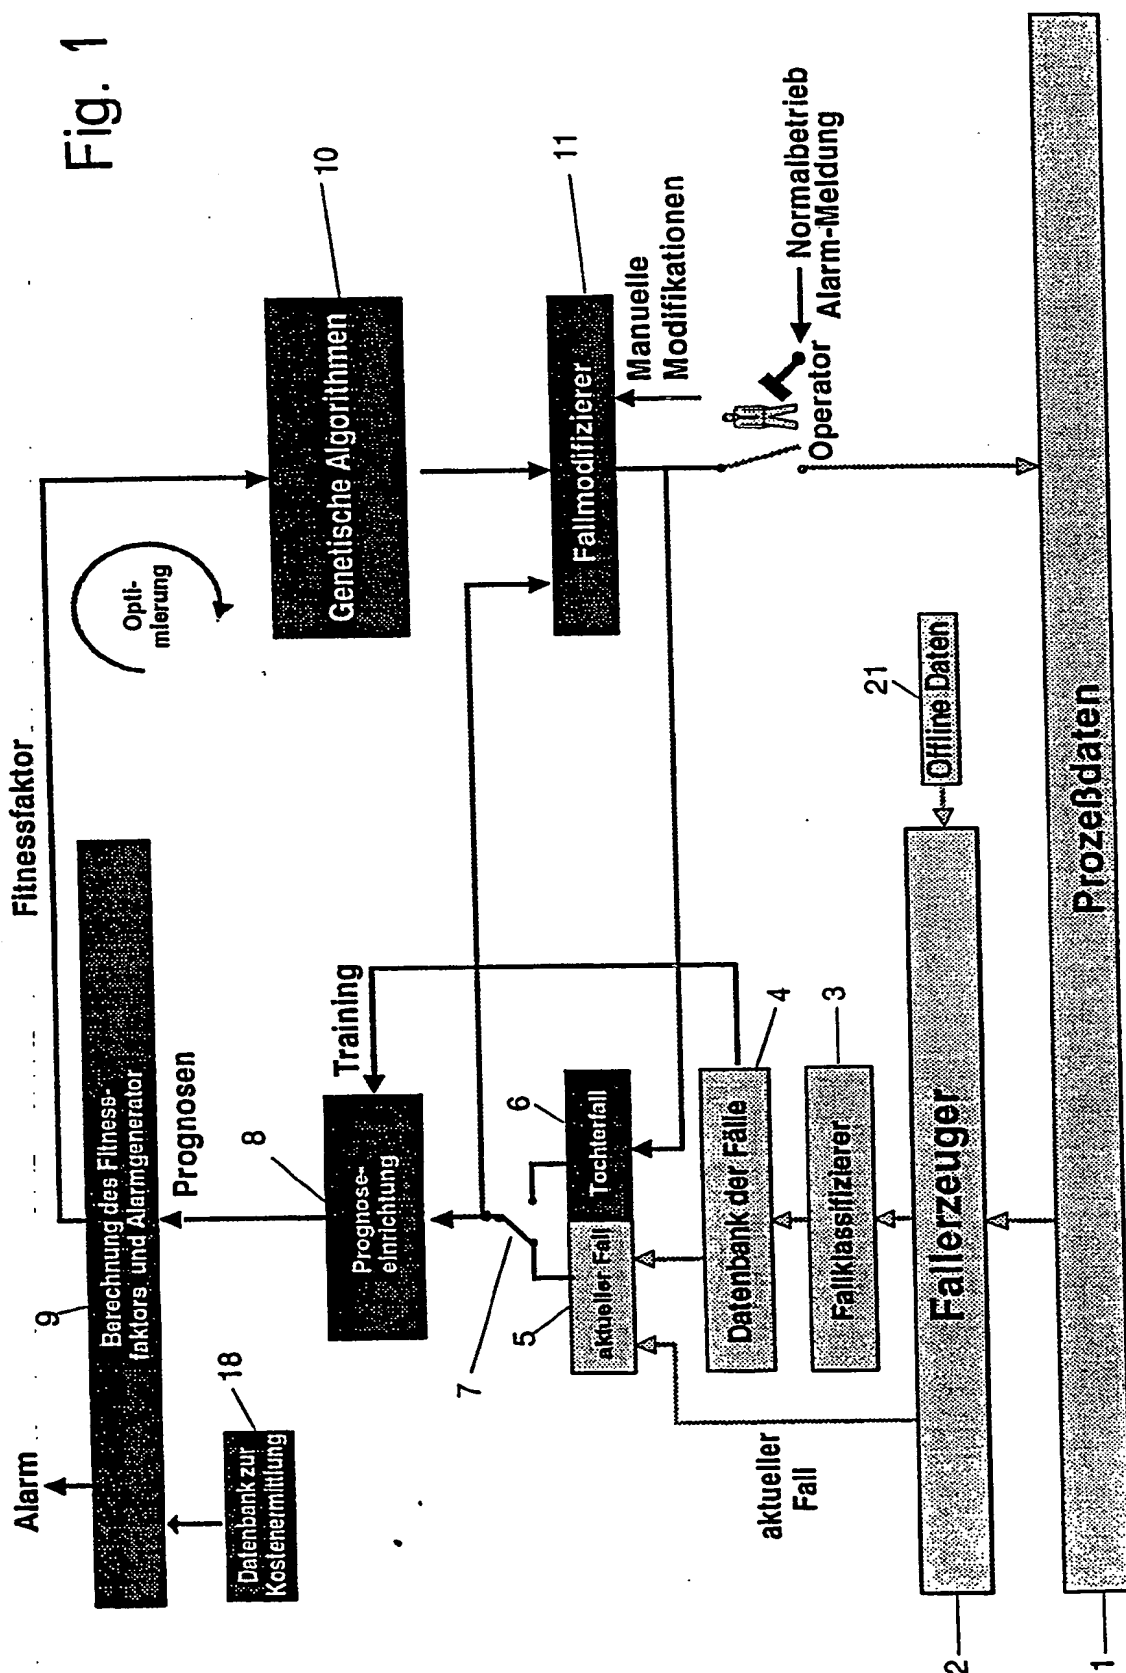 Fig. 1
Alarm
Fitnessfaktor
9
Berechnung des Fitness-
faktors und Alarmgenerator
Opti-
mierung
18
Datenbank zur
Kostenermittlung
Prognosen
10
Genetische Algorithmen
8
Prognose-
einrichtung
Training
7
11
Fallmodifizierer
5
aktueller Fall
6
Tochterfall
Manuelle
Modifikationen
4
Datenbank der Fälle
Operator
Normalbetrieb
Alarm-Meldung
3
Fallklassifizierer
aktueller
Fall
21
Offline Daten
2
Fallerzeuger
1
Prozeßdaten